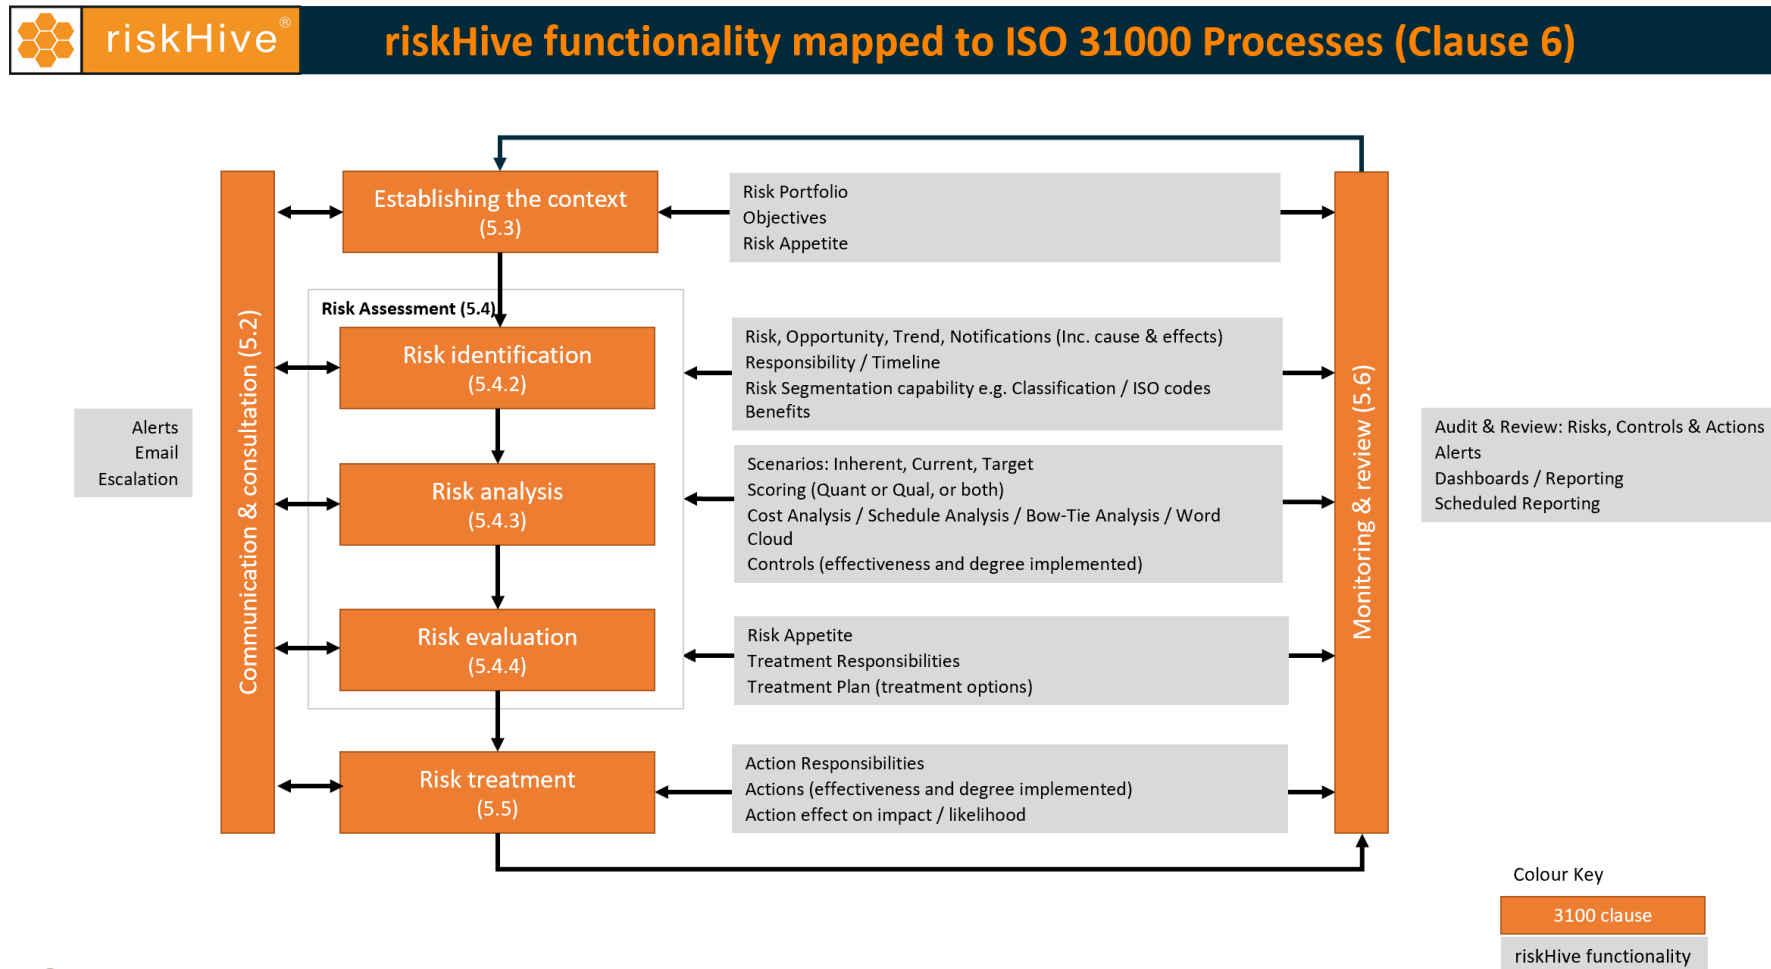 riskHive®
riskHive functionality mapped to ISO 31000 Processes (Clause 6)
Communication & consultation (5.2)
Alerts
Email
Escalation
Establishing the context
(5.3)
Risk Portfolio
Objectives
Risk Appetite
Risk Assessment (5.4)
Risk identification
(5.4.2)
Risk, Opportunity, Trend, Notifications (Inc. cause & effects)
Responsibility / Timeline
Risk Segmentation capability e.g. Classification / ISO codes
Benefits
Risk analysis
(5.4.3)
Scenarios: Inherent, Current, Target
Scoring (Quant or Qual, or both)
Cost Analysis / Schedule Analysis / Bow-Tie Analysis / Word
Cloud
Controls (effectiveness and degree implemented)
Risk evaluation
(5.4.4)
Risk Appetite
Treatment Responsibilities
Treatment Plan (treatment options)
Risk treatment
(5.5)
Action Responsibilities
Actions (effectiveness and degree implemented)
Action effect on impact / likelihood
Monitoring & review (5.6)
Audit & Review: Risks, Controls & Actions
Alerts
Dashboards / Reporting
Scheduled Reporting
Colour Key
3100 clause
riskHive functionality